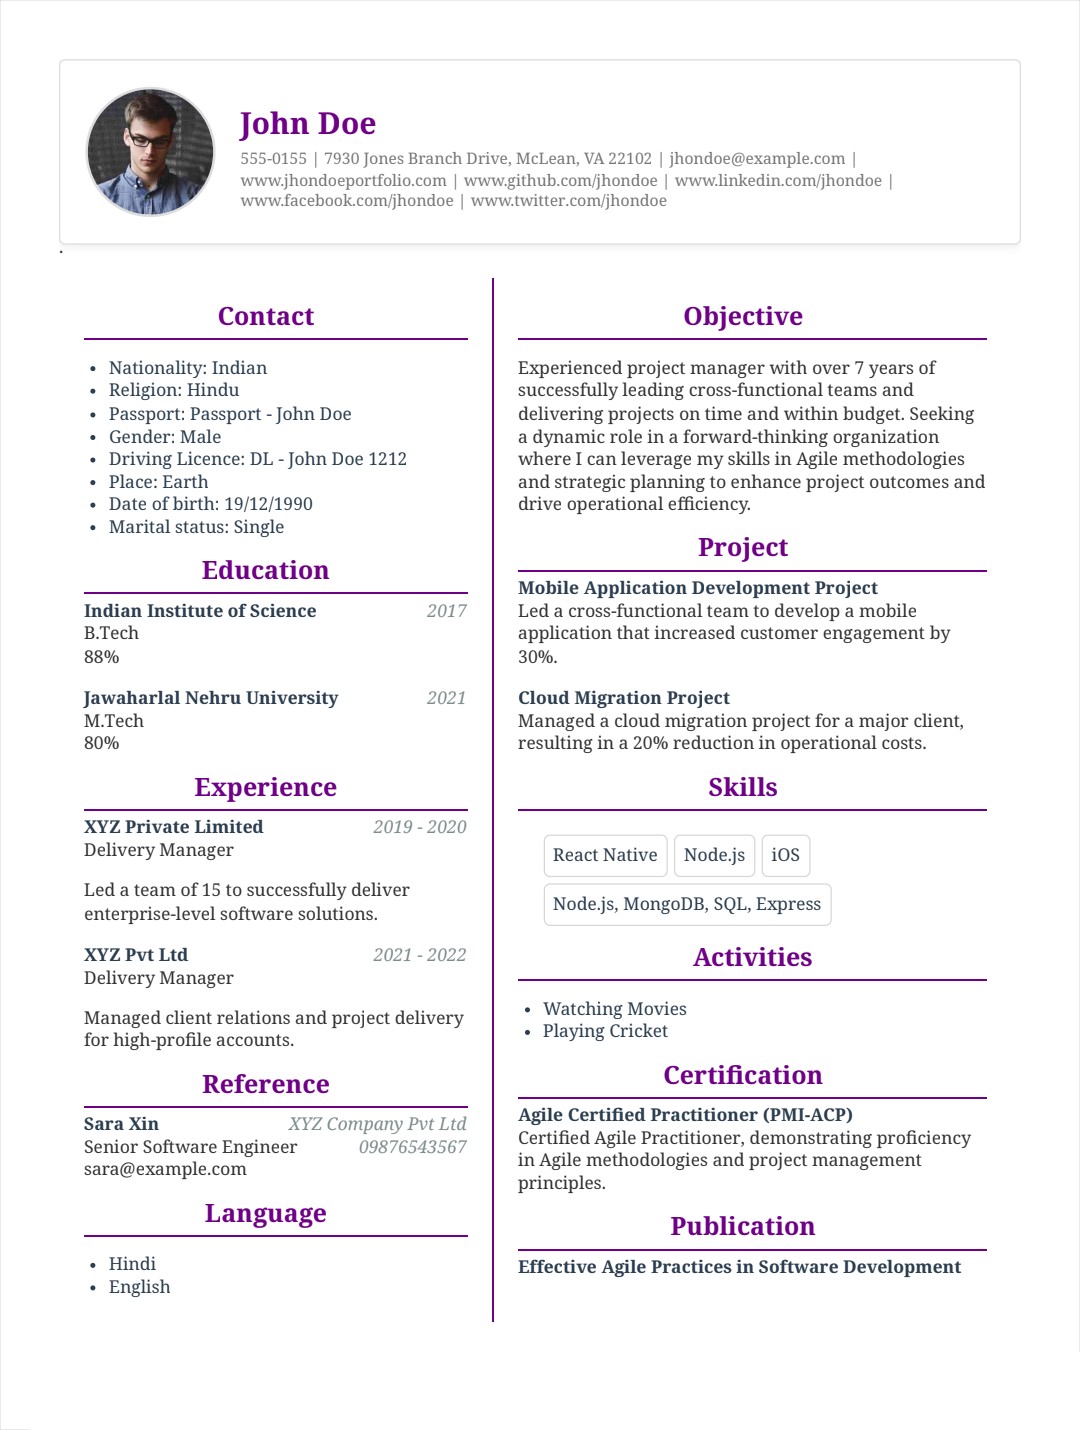 John Doe
555-0155 | 7930 Jones Branch Drive, McLean, VA 22102 | jhondoe@example.com |
www.jhondoeportfolio.com | www.github.com/jhondoe | www.linkedin.com/jhondoe |
www.facebook.com/jhondoe | www.twitter.com/jhondoe
.
Contact
• Nationality: Indian
• Religion: Hindu
• Passport: Passport - John Doe
• Gender: Male
• Driving Licence: DL - John Doe 1212
• Place: Earth
• Date of birth: 19/12/1990
• Marital status: Single
Education
Indian Institute of Science 2017
B.Tech
88%
Jawaharlal Nehru University 2021
M.Tech
80%
Experience
XYZ Private Limited 2019 - 2020
Delivery Manager
Led a team of 15 to successfully deliver
enterprise-level software solutions.
XYZ Pvt Ltd 2021 - 2022
Delivery Manager
Managed client relations and project delivery
for high-profile accounts.
Reference
Sara Xin XYZ Company Pvt Ltd
Senior Software Engineer 09876543567
sara@example.com
Language
• Hindi
• English
Objective
Experienced project manager with over 7 years of
successfully leading cross-functional teams and
delivering projects on time and within budget. Seeking
a dynamic role in a forward-thinking organization
where I can leverage my skills in Agile methodologies
and strategic planning to enhance project outcomes and
drive operational efficiency.
Project
Mobile Application Development Project
Led a cross-functional team to develop a mobile
application that increased customer engagement by
30%.
Cloud Migration Project
Managed a cloud migration project for a major client,
resulting in a 20% reduction in operational costs.
Skills
React Native Node.js iOS
Node.js, MongoDB, SQL, Express
Activities
• Watching Movies
• Playing Cricket
Certification
Agile Certified Practitioner (PMI-ACP)
Certified Agile Practitioner, demonstrating proficiency
in Agile methodologies and project management
principles.
Publication
Effective Agile Practices in Software Development